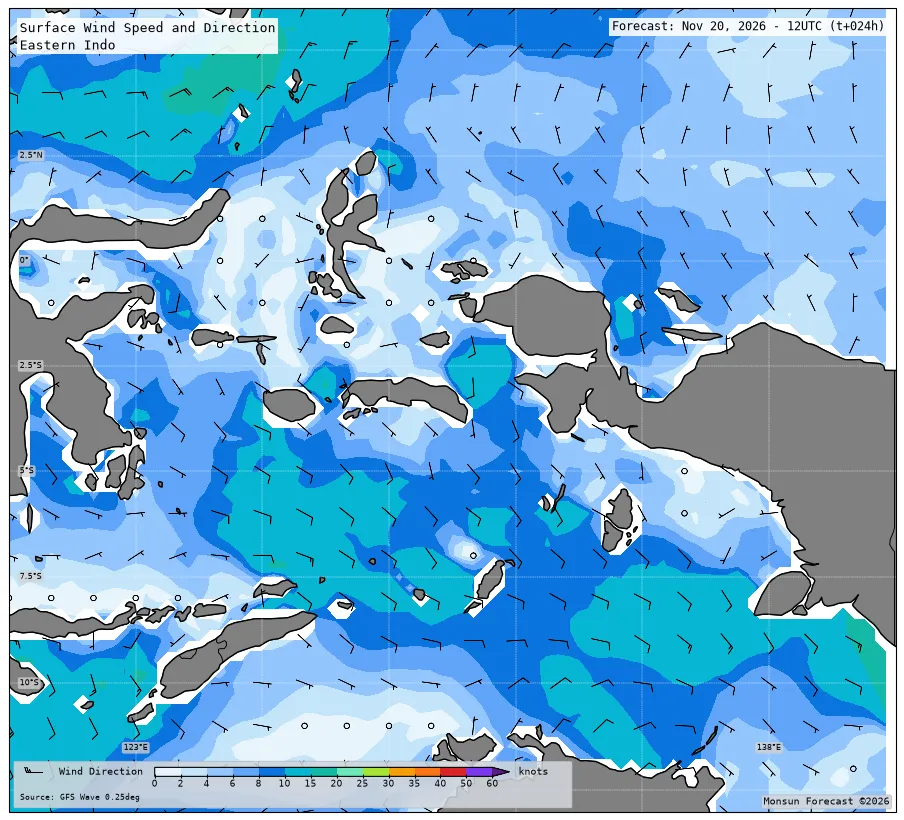 Surface Wind Speed and Direction
Eastern Indo
Forecast: Nov 20, 2026 - 12UTC (t+024h)
2.5°N
0°
2.5°S
5°S
7.5°S
10°S
123°E
138°E
Wind Direction
knots
0 2 4 6 8 10 15 20 25 30 35 40 50 60
Source: GFS Wave 0.25deg
Monsun Forecast ©2026